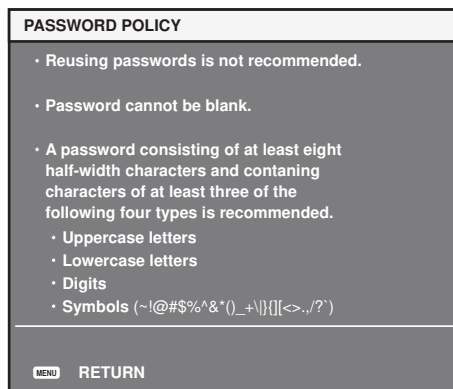 PASSWORD POLICY
・Reusing passwords is not recommended.
・Password cannot be blank.
・A password consisting of at least eight
half-width characters and contaning
characters of at least three of the
following four types is recommended.
・Uppercase letters
・Lowercase letters
・Digits
・Symbols (~!@#$%^&*()_+\|}{][<>.,/?`)
MENU RETURN